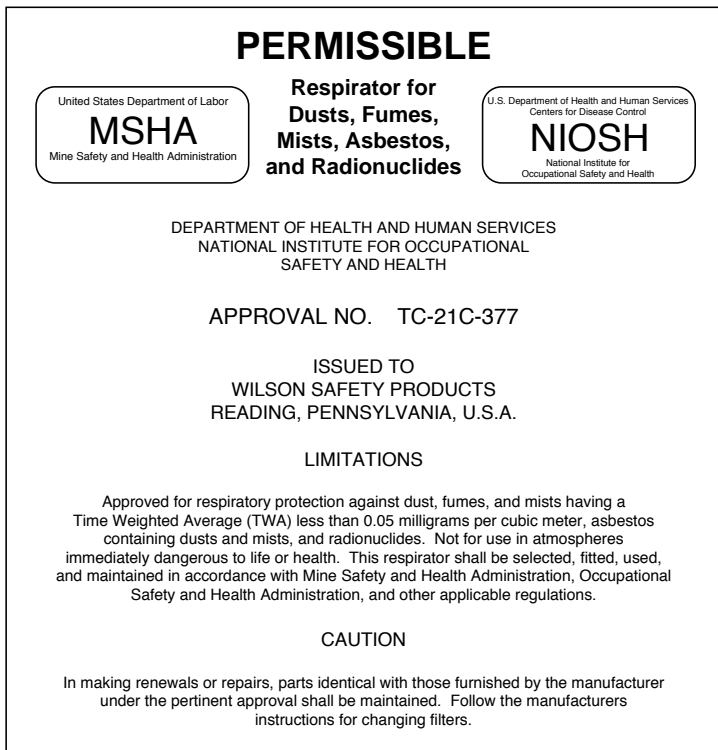 PERMISSIBLE
United States Department of Labor
MSHA
Mine Safety and Health Administration
Respirator for
Dusts, Fumes,
Mists, Asbestos,
and Radionuclides
U.S. Department of Health and Human Services
Centers for Disease Control
NIOSH
National Institute for
Occupational Safety and Health
DEPARTMENT OF HEALTH AND HUMAN SERVICES
NATIONAL INSTITUTE FOR OCCUPATIONAL
SAFETY AND HEALTH
APPROVAL NO. TC-21C-377
ISSUED TO
WILSON SAFETY PRODUCTS
READING, PENNSYLVANIA, U.S.A.
LIMITATIONS
Approved for respiratory protection against dust, fumes, and mists having a
Time Weighted Average (TWA) less than 0.05 milligrams per cubic meter, asbestos
containing dusts and mists, and radionuclides. Not for use in atmospheres
immediately dangerous to life or health. This respirator shall be selected, fitted, used,
and maintained in accordance with Mine Safety and Health Administration, Occupational
Safety and Health Administration, and other applicable regulations.
CAUTION
In making renewals or repairs, parts identical with those furnished by the manufacturer
under the pertinent approval shall be maintained. Follow the manufacturers
instructions for changing filters.